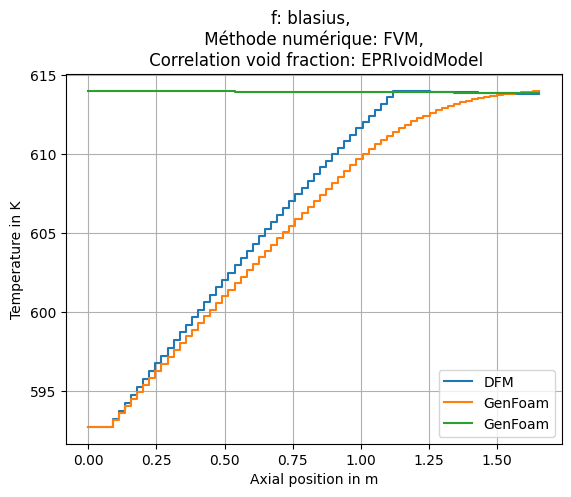 f: blasius,
Méthode numérique: FVM,
Correlation void fraction: EPRIvoidModel
615
610
605
600
595
Temperature in K
0.00
0.25
0.50
0.75
1.00
1.25
1.50
Axial position in m
DFM
GenFoam
GenFoam